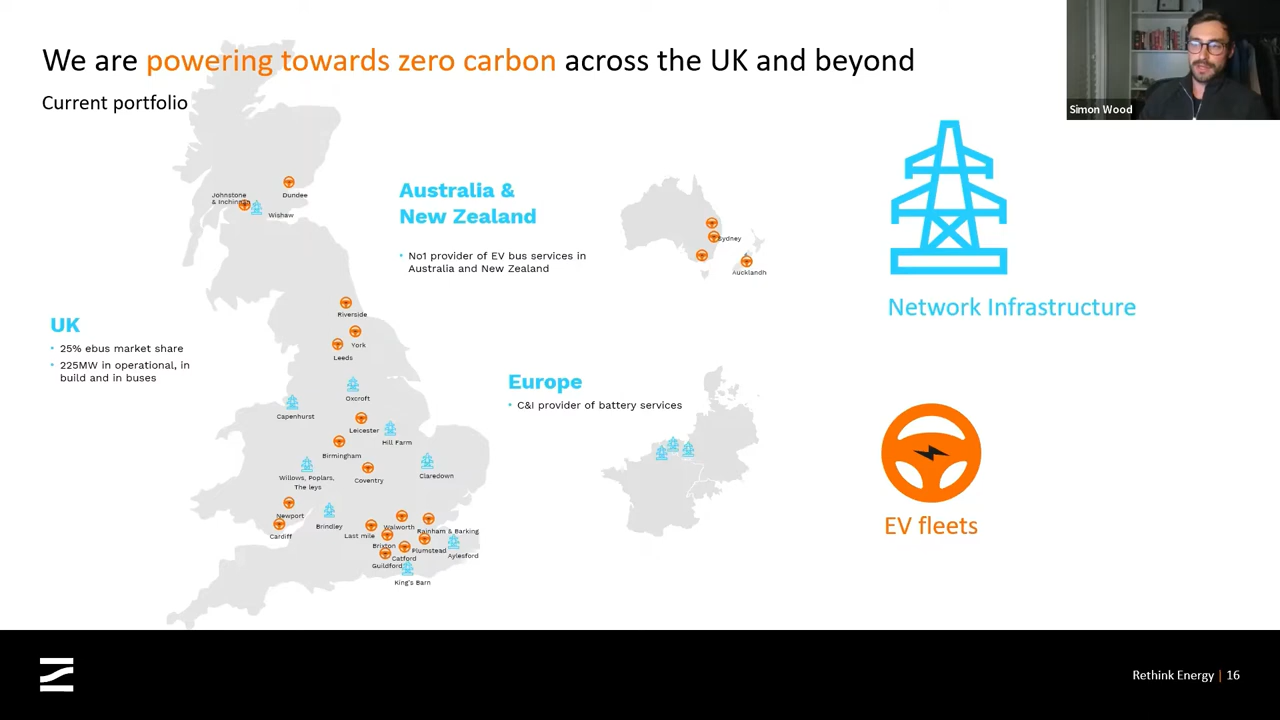 We are powering towards zero carbon across the UK and beyond
Current portfolio
Simon Wood
Australia &
New Zealand
• No1 provider of EV bus services in
Australia and New Zealand
Sydney
Aucklandh
Network Infrastructure
UK
• 25% ebus market share
• 225MW in operational, in
build and in buses
Europe
• C&I provider of battery services
EV fleets
Johnstone
& Inchinnan
Dundee
Wishaw
Riverside
York
Leeds
Oxcroft
Capenhurst
Leicester
Hill Farm
Birmingham
Willows, Poplars,
The leys
Coventry
Claredown
Newport
Cardiff
Brindley
Last mile
Walworth
Rainham & Barking
Brixton
Plumstead
Catford
Aylesford
Guildford
King's Barn
Rethink Energy | 16